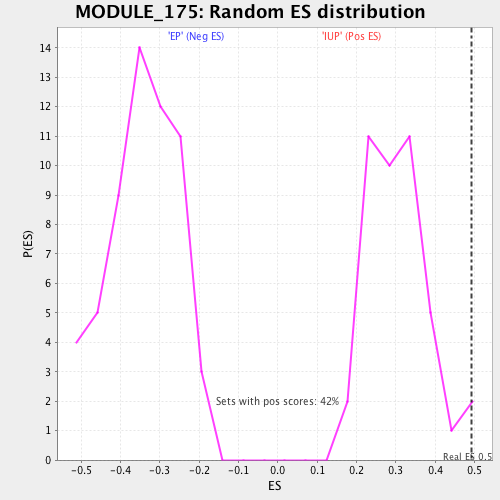 MODULE_175: Random ES distribution
'EP' (Neg ES) 'IUP' (Pos ES)
14
13
12
11
10
9
8
7
6
5
4
3
2
1
0
P(ES)
Sets with pos scores: 42%
Real ES 0.5
-0.5 -0.4 -0.3 -0.2 -0.1 0.0 0.1 0.2 0.3 0.4 0.5
ES